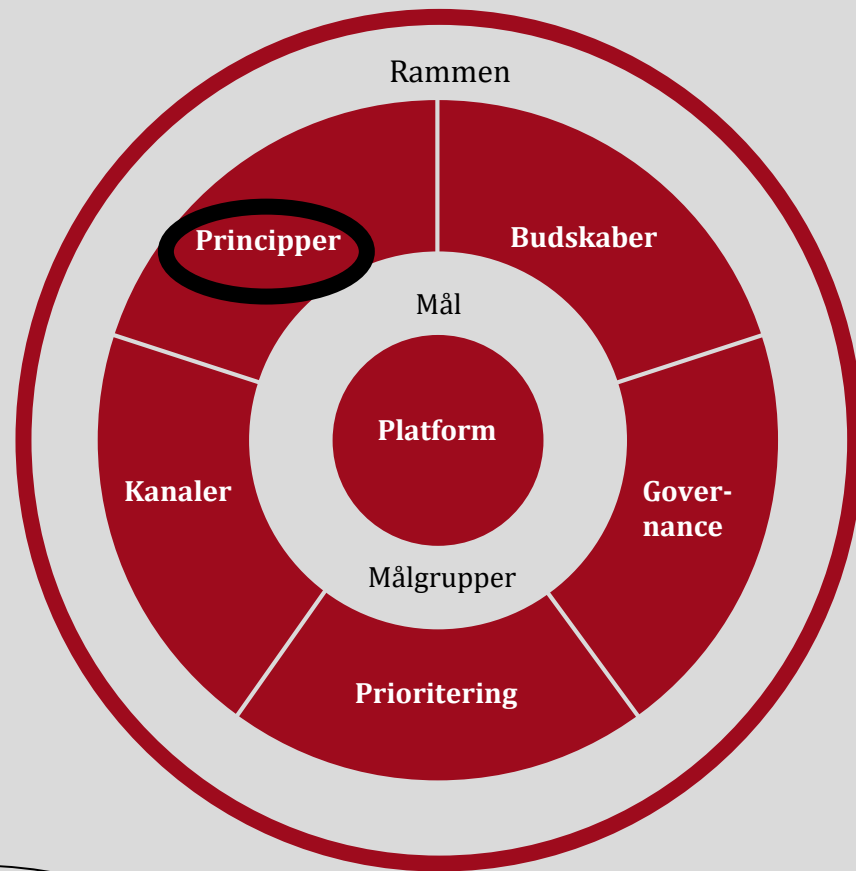 Rammen
Principper
Budskaber
Mål
Platform
Kanaler
Gover-
nance
Målgrupper
Prioritering